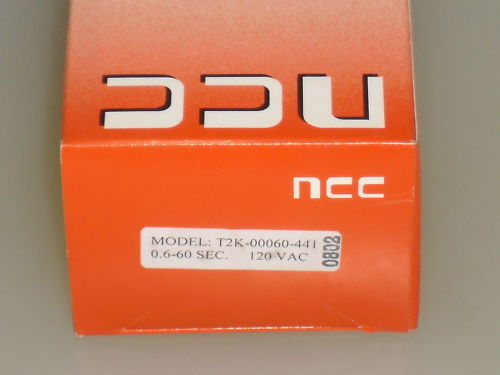 ncc
ncc
MODEL: T2K-00060-441
0.6-60 SEC. 120 VAC
0802